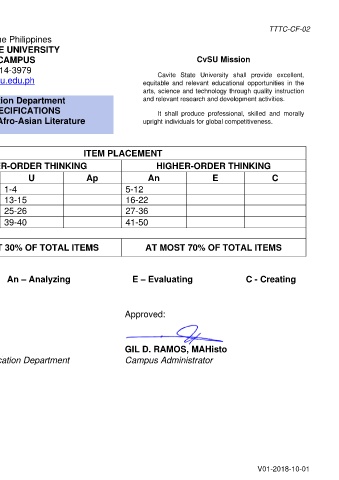 TTTC-CF-02
ne Philippines
E UNIVERSITY
CAMPUS
14-3979
su.edu.ph
CvSU Mission
Cavite State University shall provide excellent,
equitable and relevant educational opportunities in the
arts, science and technology through quality instruction
and relevant research and development activities.
It shall produce professional, skilled and morally
upright individuals for global competitiveness.
tion Department
ECIFICATIONS
Afro-Asian Literature
ITEM PLACEMENT
R-ORDER THINKING HIGHER-ORDER THINKING
U Ap An E C
1-4 5-12
13-15 16-22
25-26 27-36
39-40 41-50
T 30% OF TOTAL ITEMS AT MOST 70% OF TOTAL ITEMS
An – Analyzing E – Evaluating C - Creating
Approved:
GIL D. RAMOS, MAHisto
cation Department Campus Administrator
V01-2018-10-01